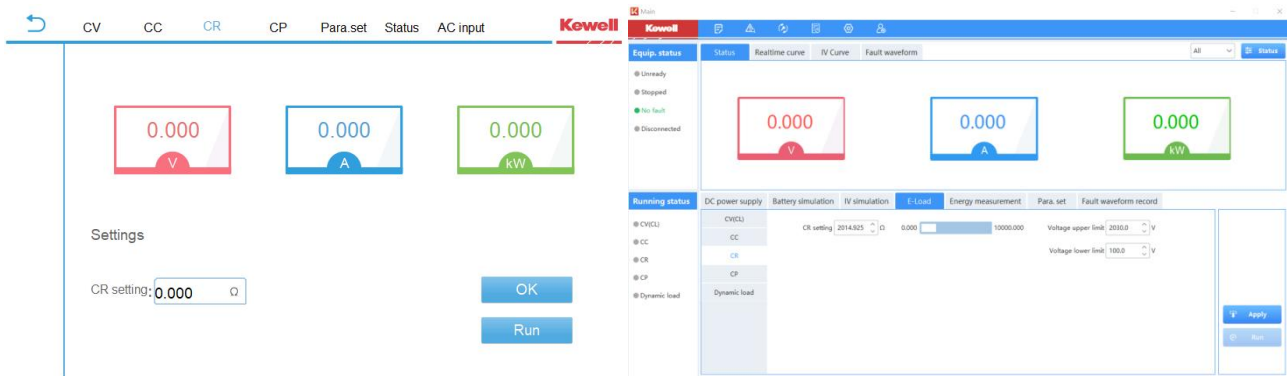 CV CC CR CP Para.set Status AC input Kewell
0.000 0.000 0.000
V A kW
Settings
CR setting: 0.000 Ω
OK
Run
Main
Kewell
Equip. status Status Realtime curve IV Curve Fault waveform All Status
Unready
Stopped
No fault
Disconnected
0.000 0.000 0.000
V A kW
Running status DC power supply Battery simulation IV simulation E-Load Energy measurement Para. set Fault waveform record
CV(CL) CV(CL) CR setting 2014.925 Ω 0.000 10000.000 Voltage upper limit 2030.0 V
CC CC Voltage lower limit 100.0 V
CR CR
CP CP
Dynamic load Dynamic load
Apply
Run